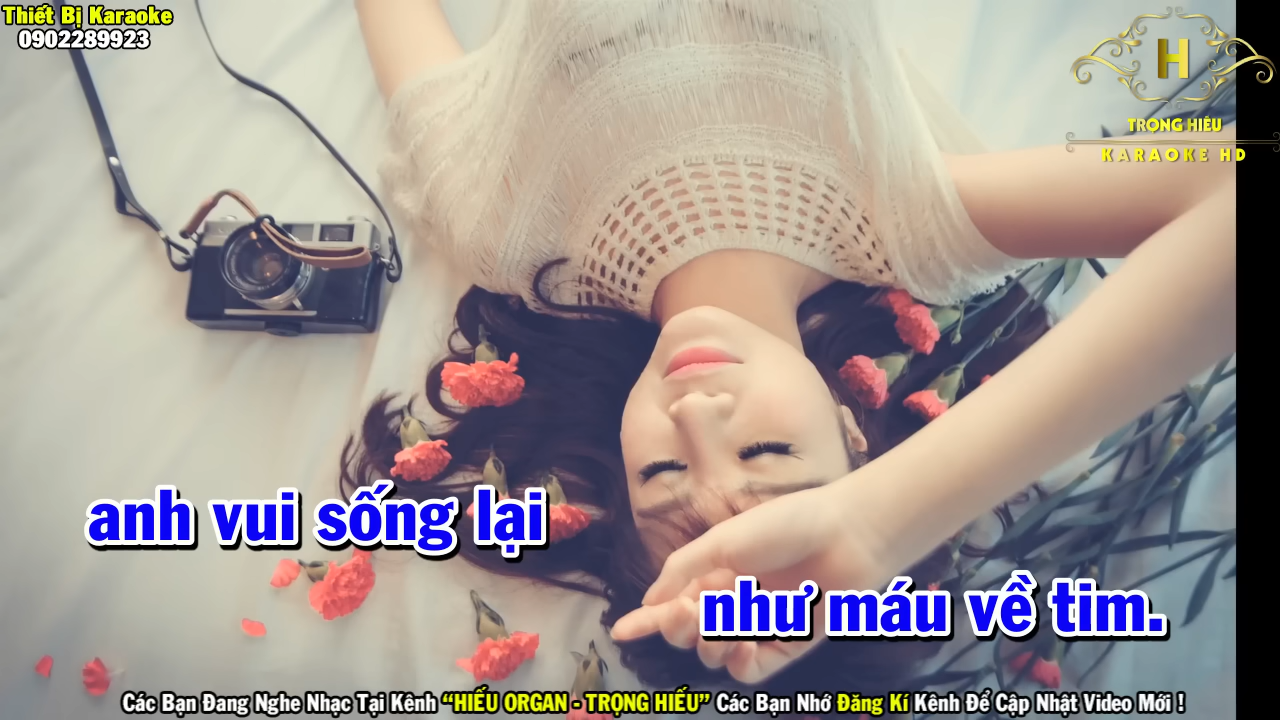 Thiết Bị Karaoke
0902289923
H
TRỌNG HIẾU
KARAOKE HD
anh vui sống lại
như máu về tim.
Các Bạn Đang Nghe Nhạc Tại Kênh “HIẾU ORGAN - TRỌNG HIẾU” Các Bạn Nhớ Đăng Kí Kênh Để Cập Nhật Video Mới !